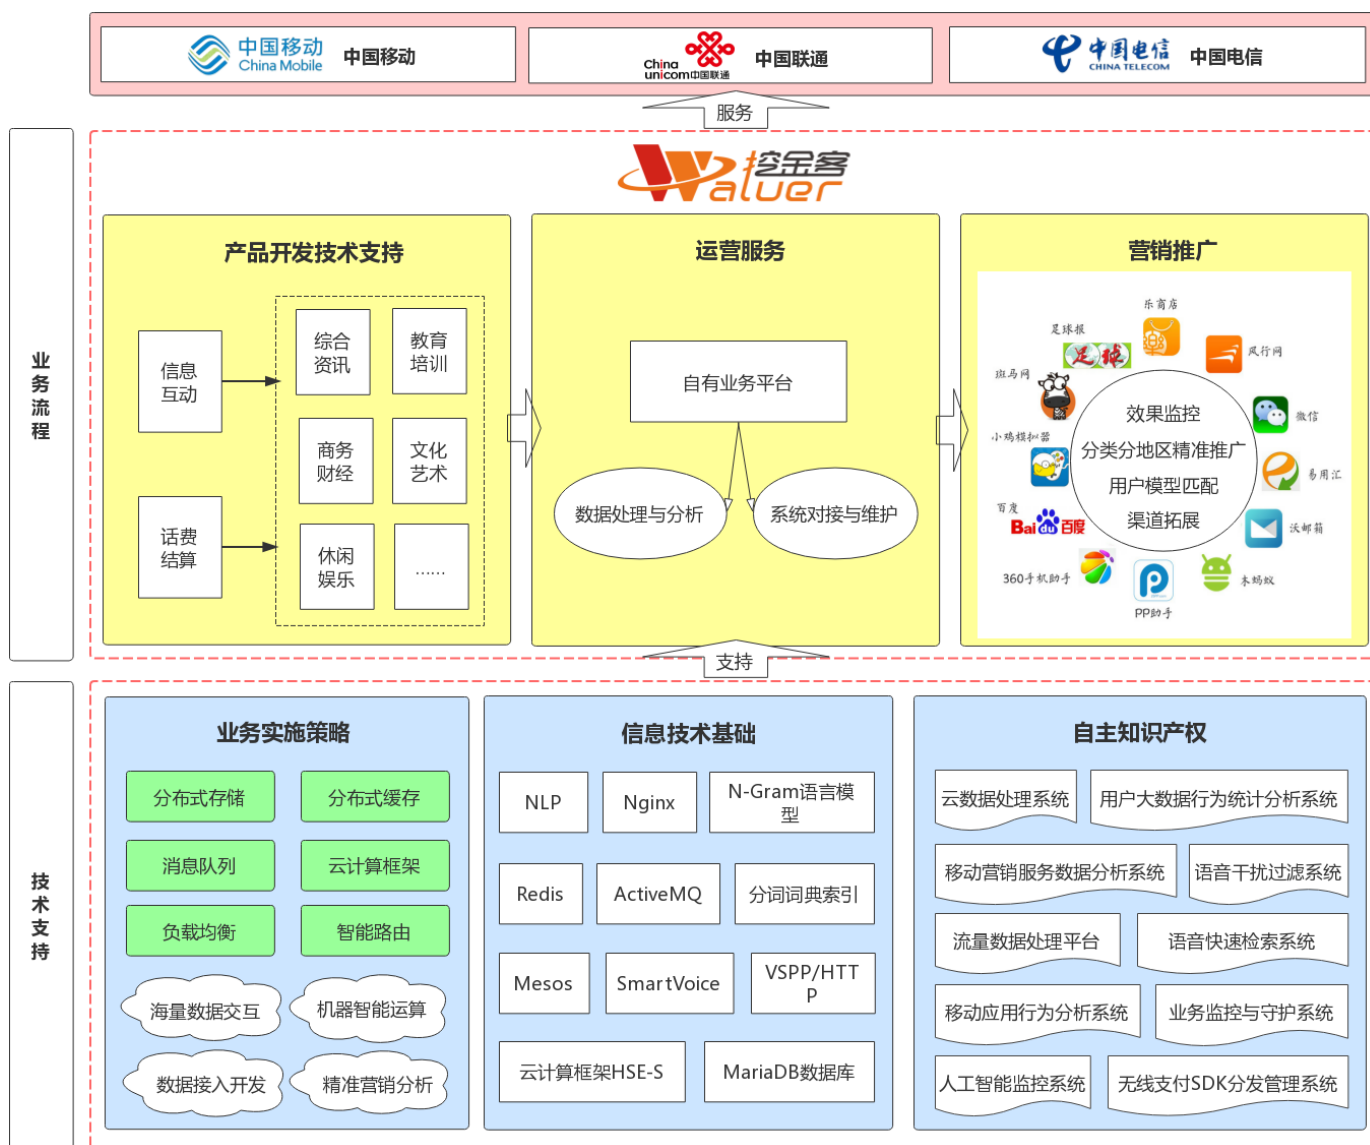 中国移动
China Mobile
中国移动
China
unicom中国联通
中国联通
中国电信
CHINA TELECOM
中国电信
服务
业务流程
挖金客
Waluer
产品开发技术支持
信息
互动
话费
结算
综合
资讯
教育
培训
商务
财经
文化
艺术
休闲
娱乐
……
运营服务
自有业务平台
数据处理与分析
系统对接与维护
营销推广
乐商店
足球报
足球
风行网
斑马网
微信
小鸡模拟器
易用汇
百度
Bai du 百度
沃邮箱
360手机助手
木蚂蚁
PP助手
效果监控
分类分地区精准推广
用户模型匹配
渠道拓展
支持
技术支持
业务实施策略
分布式存储
分布式缓存
消息队列
云计算框架
负载均衡
智能路由
海量数据交互
机器智能运算
数据接入开发
精准营销分析
信息技术基础
NLP
Nginx
N-Gram语言模
型
Redis
ActiveMQ
分词词典索引
Mesos
SmartVoice
VSPP/HTT
P
云计算框架HSE-S
MariaDB数据库
自主知识产权
云数据处理系统
用户大数据行为统计分析系统
移动营销服务数据分析系统
语音干扰过滤系统
流量数据处理平台
语音快速检索系统
移动应用行为分析系统
业务监控与守护系统
人工智能监控系统
无线支付SDK分发管理系统